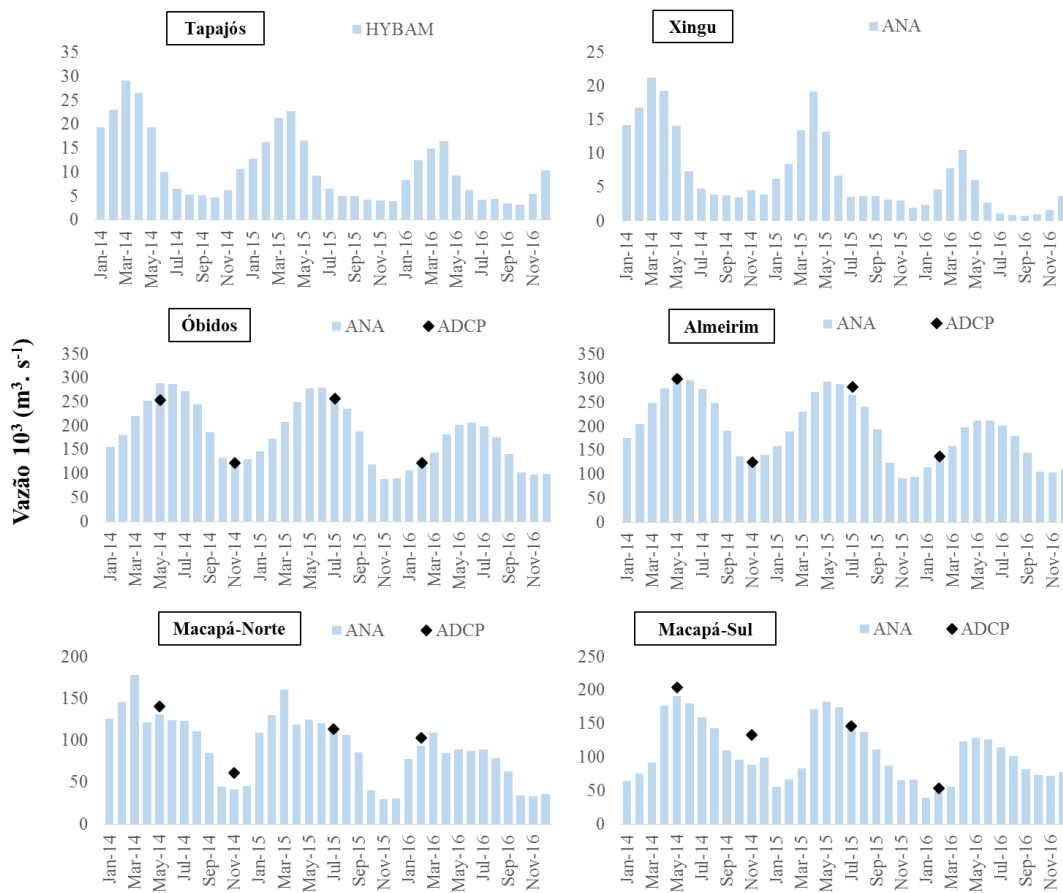 Tapajós
HYBAM
35
30
25
20
15
10
5
0
Jan-14
Mar-14
May-14
Jul-14
Sep-14
Nov-14
Jan-15
Mar-15
May-15
Jul-15
Sep-15
Nov-15
Jan-16
Mar-16
May-16
Jul-16
Sep-16
Nov-16
Xingu
ANA
25
20
15
10
5
0
Jan-14
Mar-14
May-14
Jul-14
Sep-14
Nov-14
Jan-15
Mar-15
May-15
Jul-15
Sep-15
Nov-15
Jan-16
Mar-16
May-16
Jul-16
Sep-16
Nov-16
Vazão 10³ (m³. s⁻¹)
Óbidos
ANA
ADCP
350
300
250
200
150
100
50
0
Jan-14
Mar-14
May-14
Jul-14
Sep-14
Nov-14
Jan-15
Mar-15
May-15
Jul-15
Sep-15
Nov-15
Jan-16
Mar-16
May-16
Jul-16
Sep-16
Nov-16
Almeirim
ANA
ADCP
350
300
250
200
150
100
50
0
Jan-14
Mar-14
May-14
Jul-14
Sep-14
Nov-14
Jan-15
Mar-15
May-15
Jul-15
Sep-15
Nov-15
Jan-16
Mar-16
May-16
Jul-16
Sep-16
Nov-16
Macapá-Norte
ANA
ADCP
200
150
100
50
0
Jan-14
Mar-14
May-14
Jul-14
Sep-14
Nov-14
Jan-15
Mar-15
May-15
Jul-15
Sep-15
Nov-15
Jan-16
Mar-16
May-16
Jul-16
Sep-16
Nov-16
Macapá-Sul
ANA
ADCP
250
200
150
100
50
0
Jan-14
Mar-14
May-14
Jul-14
Sep-14
Nov-14
Jan-15
Mar-15
May-15
Jul-15
Sep-15
Nov-15
Jan-16
Mar-16
May-16
Jul-16
Sep-16
Nov-16